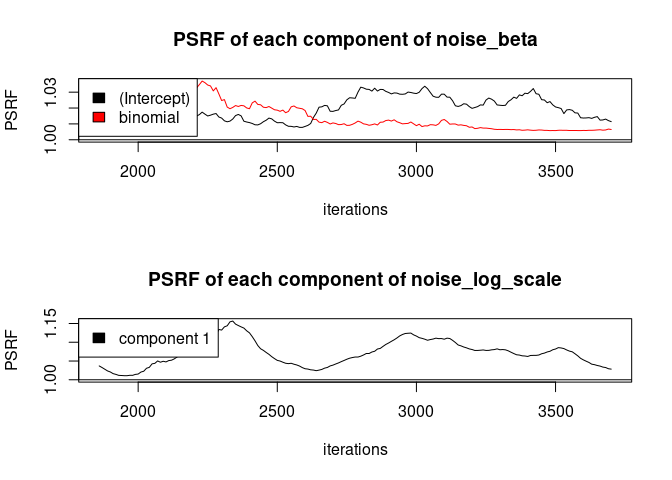 PSRF of each component of noise_beta
PSRF
1.00 1.03
(Intercept)
binomial
2000 2500 3000 3500
iterations
PSRF of each component of noise_log_scale
PSRF
1.00 1.15
component 1
2000 2500 3000 3500
iterations